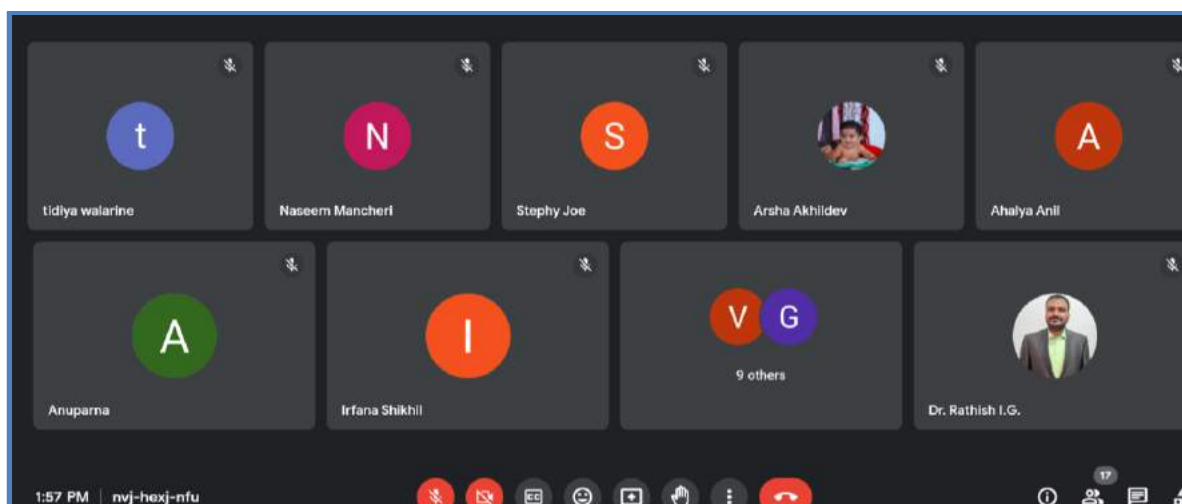 t
N
S
A
tidiya walarine
Naseem Mancheri
Stephy Joe
Arsha Akhildev
Ahalya Anil
A
I
V G
9 others
Anuparna
Irfana Shikhil
Dr. Rathish I.G.
17
1:57 PM | nvj-hexj-nfu
CC